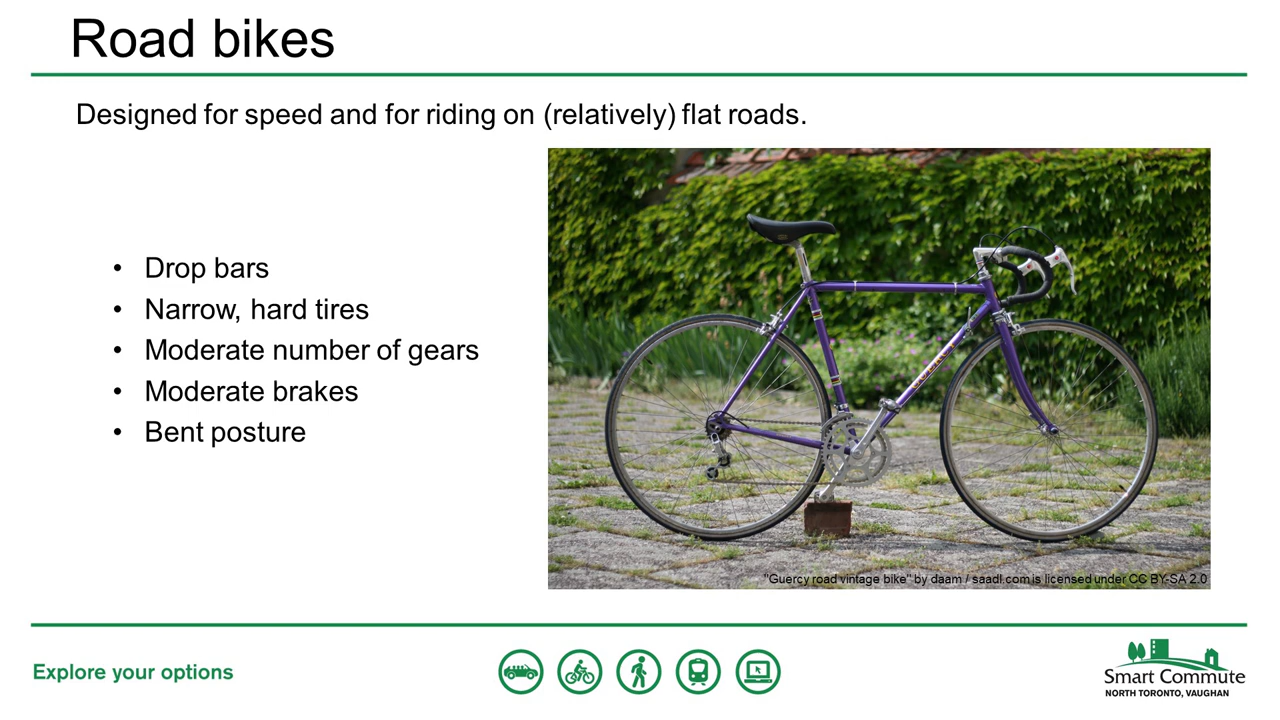 Road bikes
Designed for speed and for riding on (relatively) flat roads.
• Drop bars
• Narrow, hard tires
• Moderate number of gears
• Moderate brakes
• Bent posture
"Guercy road vintage bike" by daam / saadl.com is licensed under CC BY-SA 2.0
Explore your options
Smart Commute
NORTH TORONTO, VAUGHAN